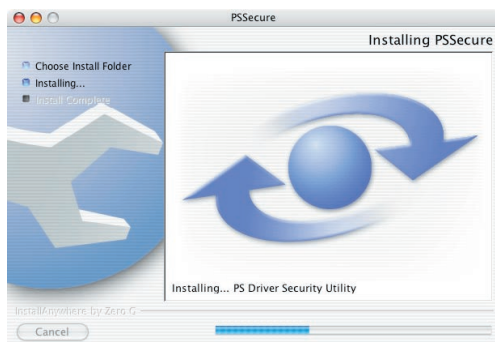 PSSecure
Installing PSSecure
Choose Install Folder
Installing...
Install Complete
Installing... PS Driver Security Utility
InstallAnywhere by Zero G
Cancel